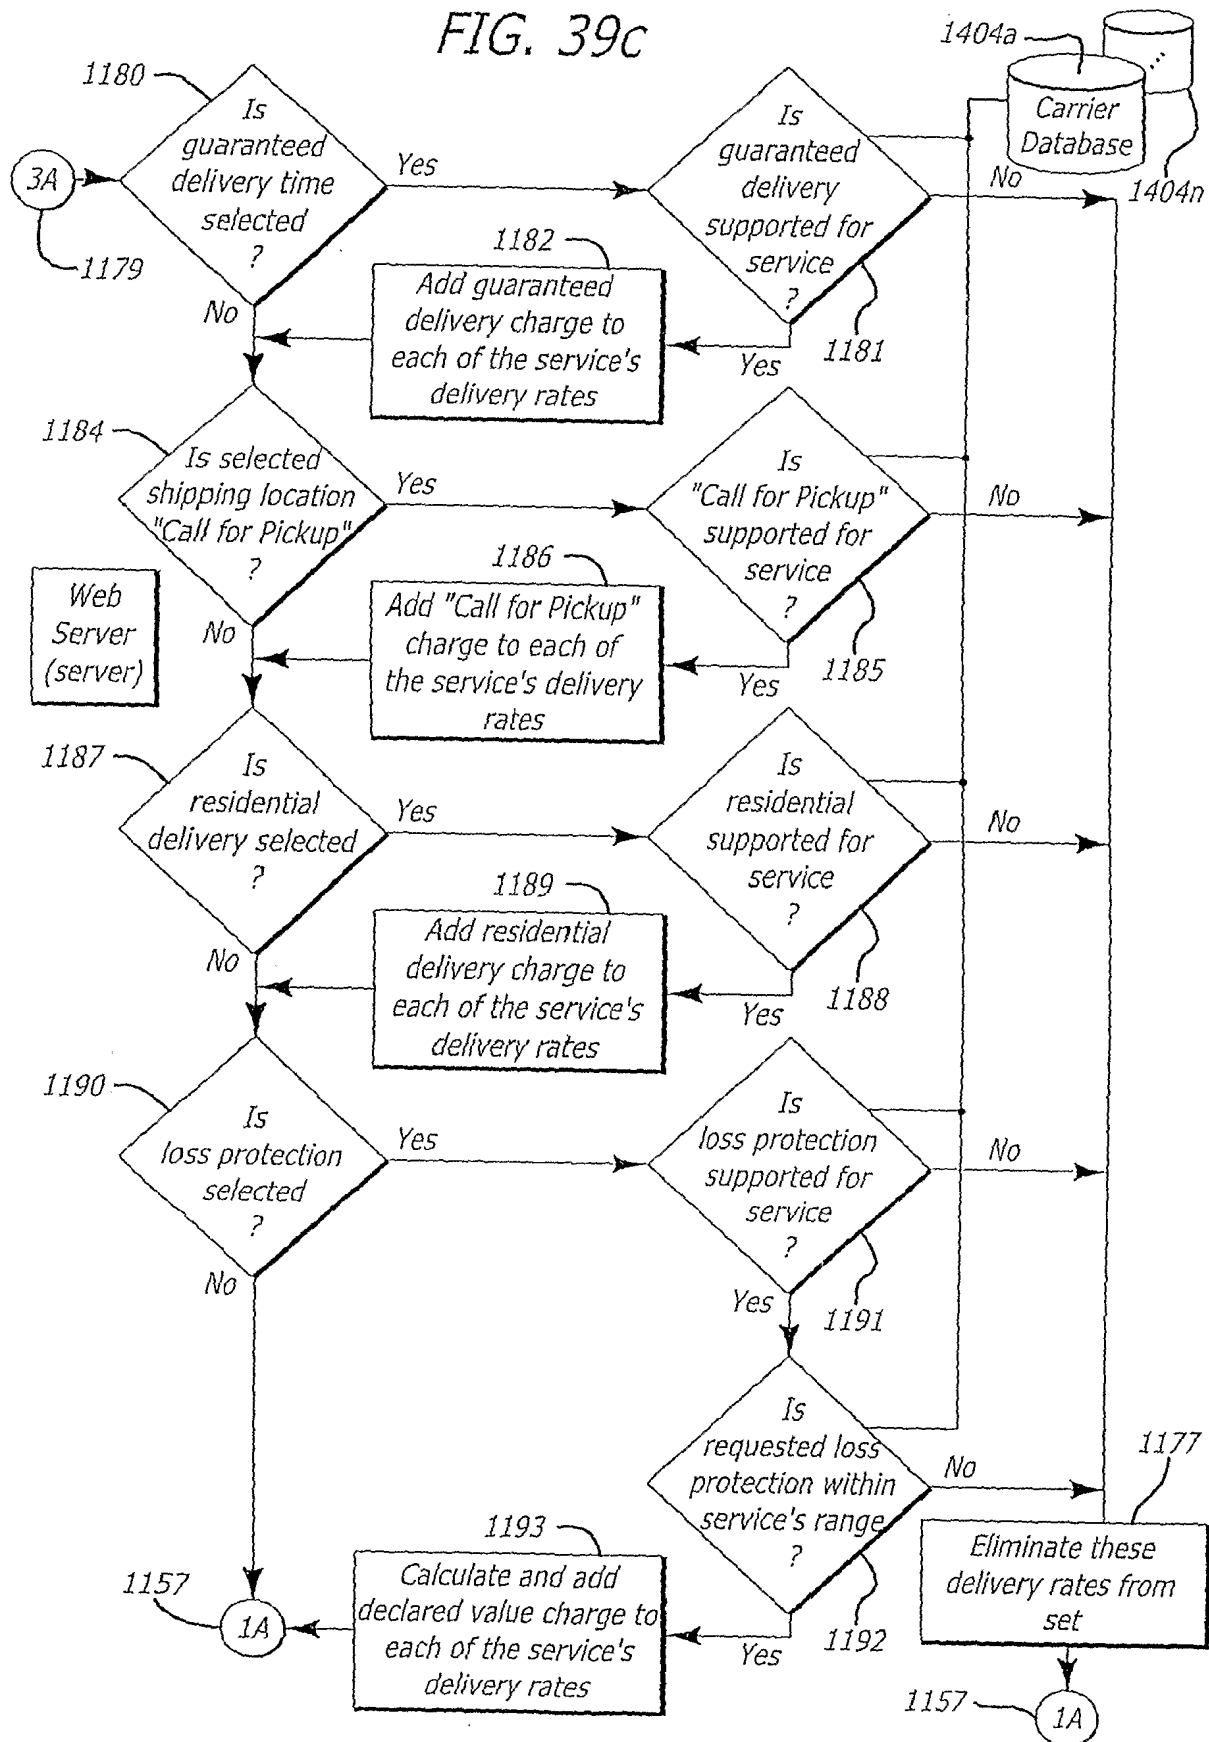 FIG. 39c
1404a
Carrier
Database
1404n
1180
Is
guaranteed
delivery time
selected
?
3A
1179
Yes
Is
guaranteed
delivery
supported for
service
?
No
1181
1182
Add guaranteed
delivery charge to
each of the service's
delivery rates
Yes
No
1184
Is selected
shipping location
"Call for Pickup"
?
Yes
Is
"Call for Pickup"
supported for
service
?
No
1185
1186
Add "Call for Pickup"
charge to each of
the service's delivery
rates
Yes
No
Web
Server
(server)
1187
Is
residential
delivery selected
?
Yes
Is
residential
supported for
service
?
No
1188
1189
Add residential
delivery charge to
each of the service's
delivery rates
Yes
No
1190
Is
loss protection
selected
?
Yes
Is
loss protection
supported for
service
?
No
1191
No
Yes
Is
requested loss
protection within
service's range
?
No
1192
1177
Eliminate these
delivery rates from
set
1193
Calculate and add
declared value charge to
each of the service's
delivery rates
Yes
1157
1A
1157
1A